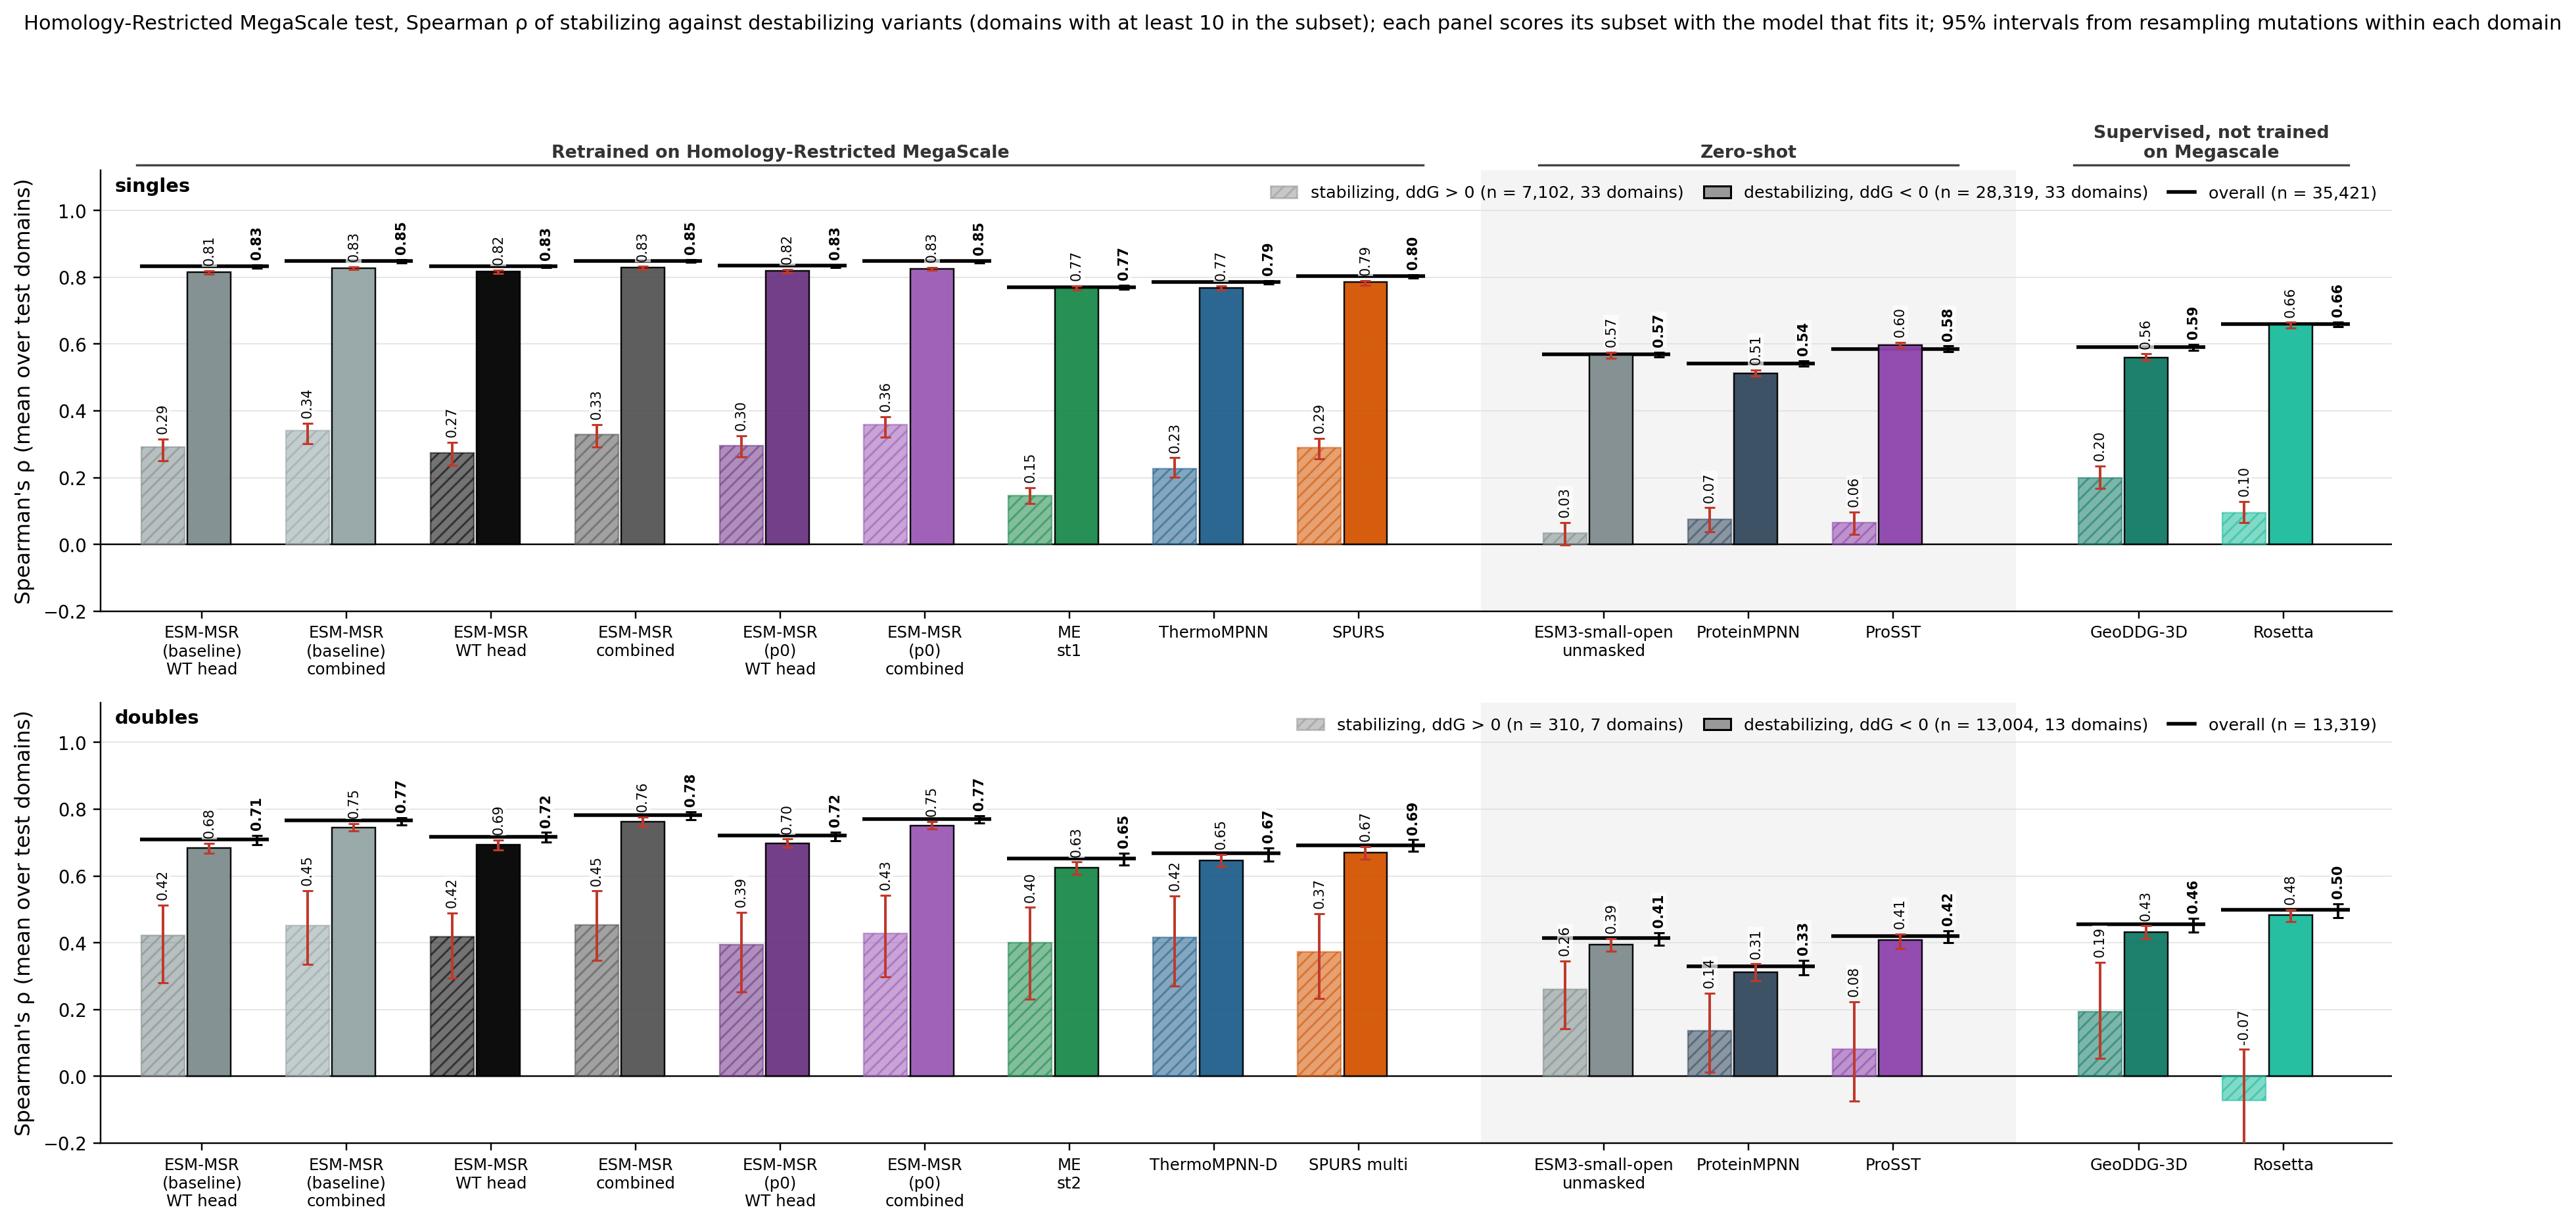 Homology-Restricted MegaScale test, Spearman ρ of stabilizing against destabilizing variants (domains with at least 10 in the subset); each panel scores its subset with the model that fits it; 95% intervals from resampling mutations within each domain
Retrained on Homology-Restricted MegaScale
Zero-shot
Supervised, not trained
on Megascale
singles
stabilizing, ddG > 0 (n = 7,102, 33 domains)
destabilizing, ddG < 0 (n = 28,319, 33 domains)
overall (n = 35,421)
Spearman's ρ (mean over test domains)
1.0
0.8
0.6
0.4
0.2
0.0
−0.2
0.29
0.81
0.83
0.34
0.83
0.85
0.27
0.82
0.83
0.33
0.83
0.85
0.30
0.82
0.83
0.36
0.83
0.85
0.15
0.77
0.77
0.23
0.77
0.79
0.29
0.79
0.80
0.03
0.57
0.57
0.07
0.51
0.54
0.06
0.60
0.58
0.20
0.56
0.59
0.10
0.66
0.66
ESM-MSR
(baseline)
WT head
ESM-MSR
(baseline)
combined
ESM-MSR
WT head
ESM-MSR
combined
ESM-MSR
(p0)
WT head
ESM-MSR
(p0)
combined
ME
st1
ThermoMPNN
SPURS
ESM3-small-open
unmasked
ProteinMPNN
ProSST
GeoDDG-3D
Rosetta
doubles
stabilizing, ddG > 0 (n = 310, 7 domains)
destabilizing, ddG < 0 (n = 13,004, 13 domains)
overall (n = 13,319)
Spearman's ρ (mean over test domains)
1.0
0.8
0.6
0.4
0.2
0.0
−0.2
0.42
0.68
0.71
0.45
0.75
0.77
0.42
0.69
0.72
0.45
0.76
0.78
0.39
0.70
0.72
0.43
0.75
0.77
0.40
0.63
0.65
0.42
0.65
0.67
0.37
0.67
0.69
0.26
0.39
0.41
0.14
0.31
0.33
0.08
0.41
0.42
0.19
0.43
0.46
-0.07
0.48
0.50
ESM-MSR
(baseline)
WT head
ESM-MSR
(baseline)
combined
ESM-MSR
WT head
ESM-MSR
combined
ESM-MSR
(p0)
WT head
ESM-MSR
(p0)
combined
ME
st2
ThermoMPNN-D
SPURS multi
ESM3-small-open
unmasked
ProteinMPNN
ProSST
GeoDDG-3D
Rosetta